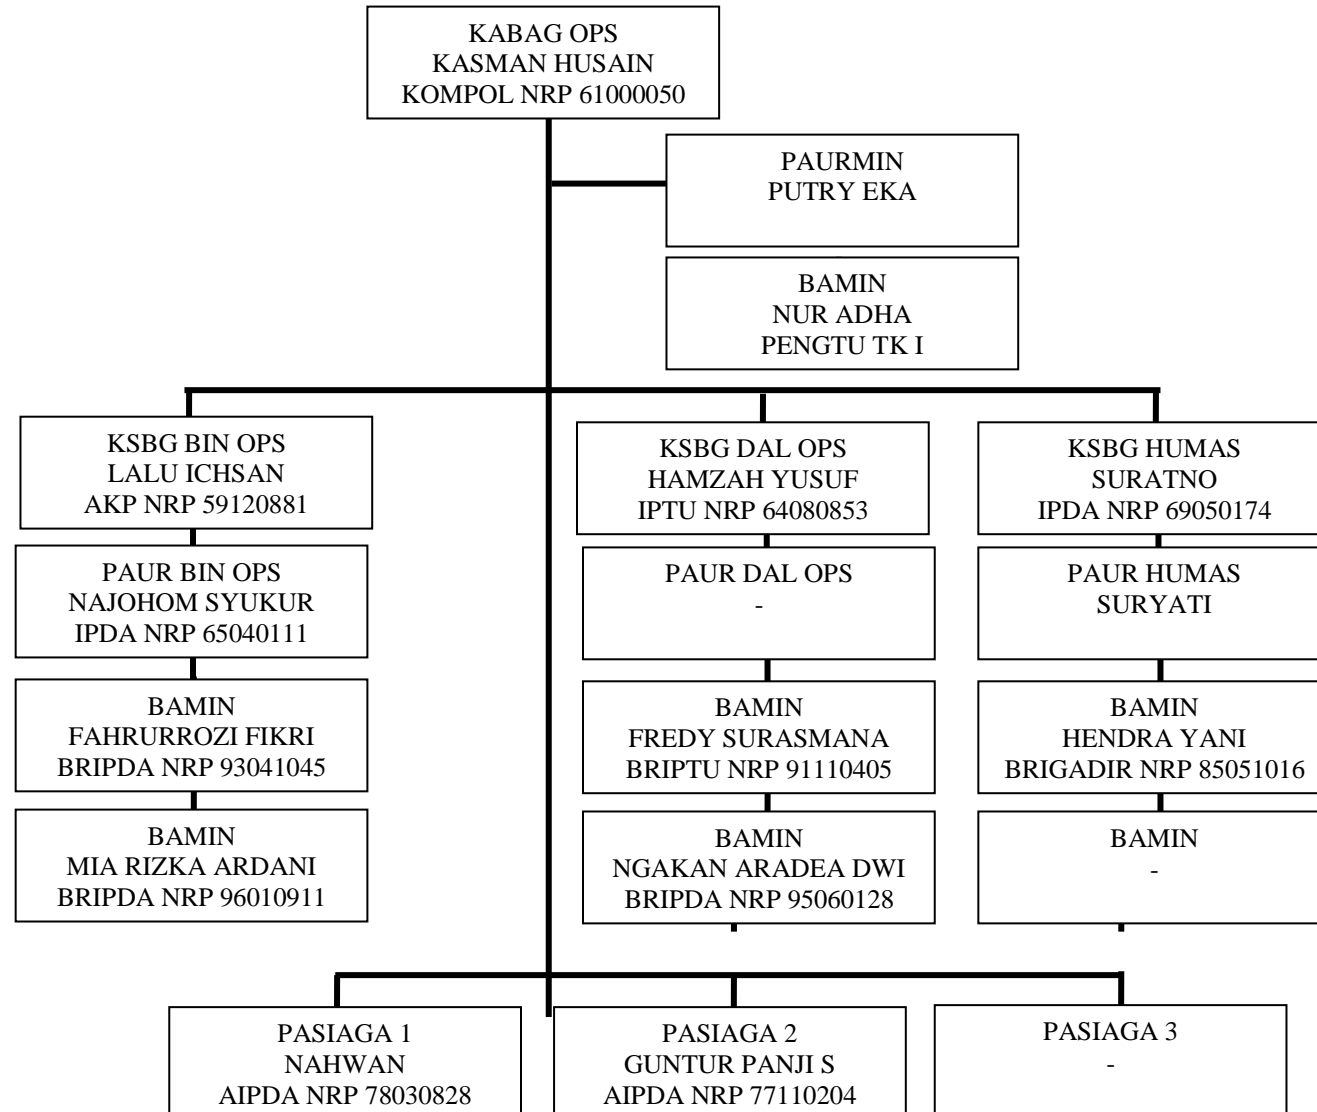 KABAG OPS
KASMAN HUSAIN
KOMPOL NRP 61000050
PAURMIN
PUTRY EKA
BAMIN
NUR ADHA
PENGTU TK I
KSBG BIN OPS
LALU ICHSAN
AKP NRP 59120881
KSBG DAL OPS
HAMZAH YUSUF
IPTU NRP 64080853
KSBG HUMAS
SURATNO
IPDA NRP 69050174
PAUR BIN OPS
NAJOHOM SYUKUR
IPDA NRP 65040111
PAUR DAL OPS
-
PAUR HUMAS
SURYATI
BAMIN
FAHRURROZI FIKRI
BRIPDA NRP 93041045
BAMIN
FREDY SURASMANA
BRIPTU NRP 91110405
BAMIN
HENDRA YANI
BRIGADIR NRP 85051016
BAMIN
MIA RIZKA ARDANI
BRIPDA NRP 96010911
BAMIN
NGAKAN ARADEA DWI
BRIPDA NRP 95060128
BAMIN
-
PASIAGA 1
NAHWAN
AIPDA NRP 78030828
PASIAGA 2
GUNTUR PANJI S
AIPDA NRP 77110204
PASIAGA 3
-